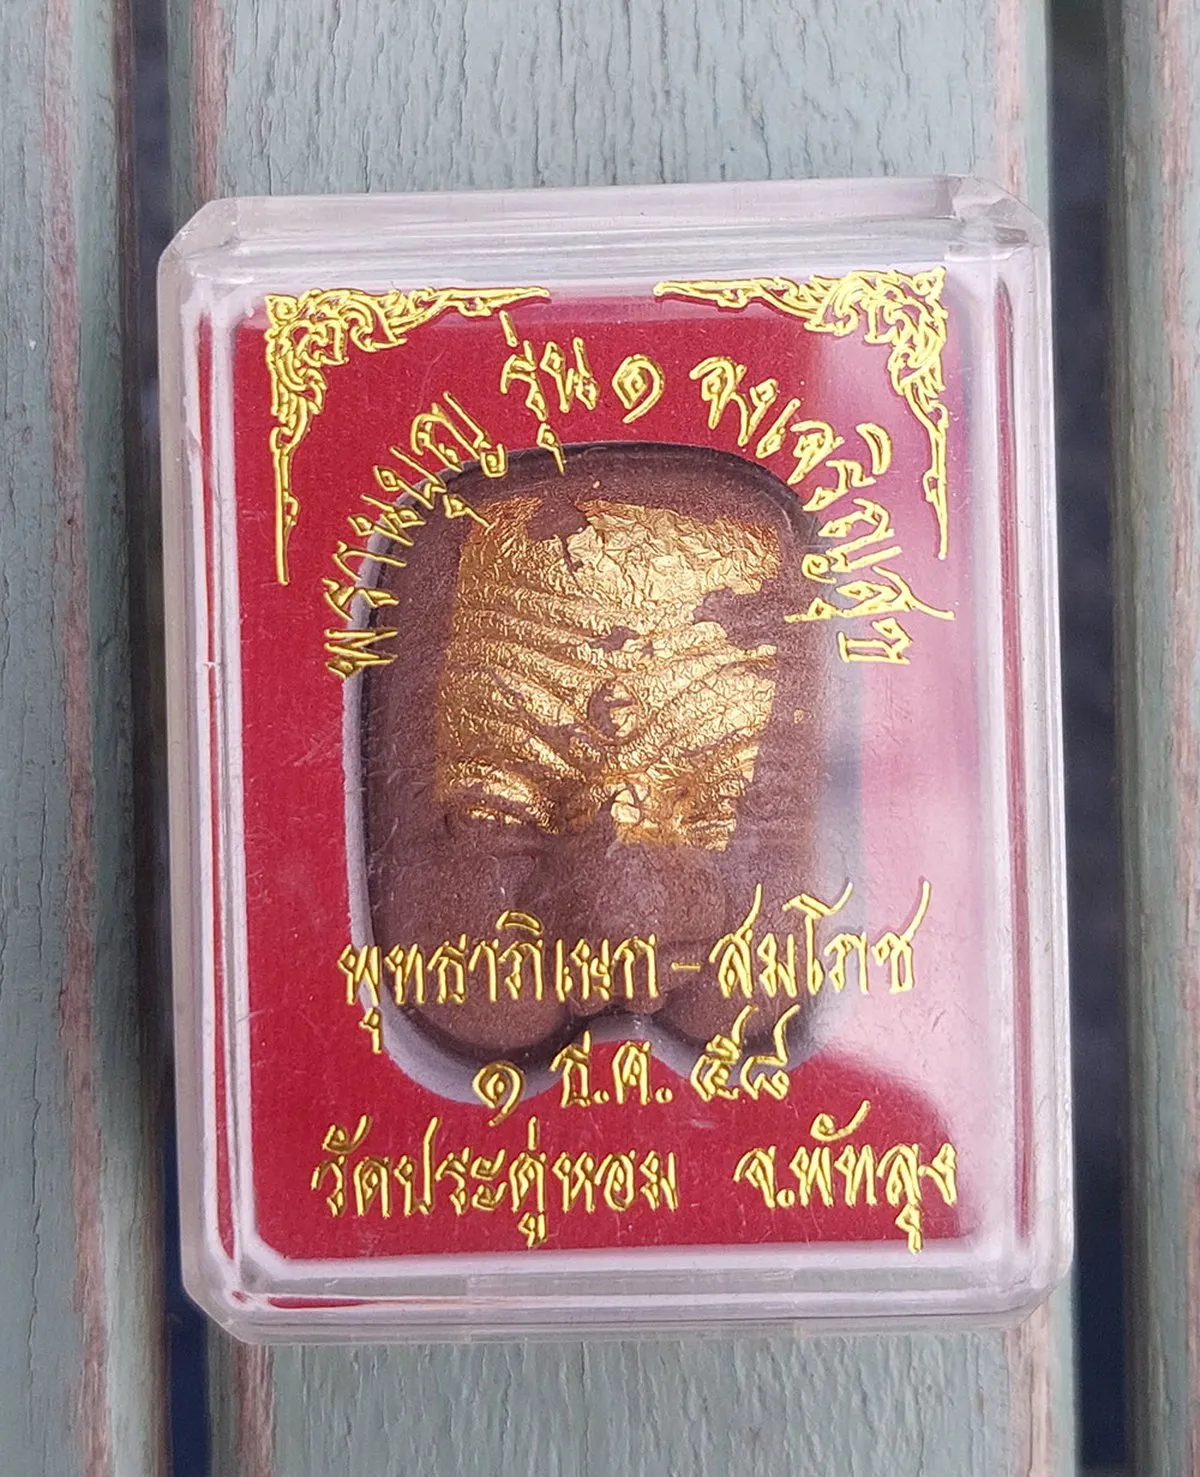 พรานบุญ รุ่น ๑ จงเจริญสุข
พุทธาภิเษก - สมโภช
๑ ธ.ค. ๕๘
วัดประตู่หอม จ.พัทลุง